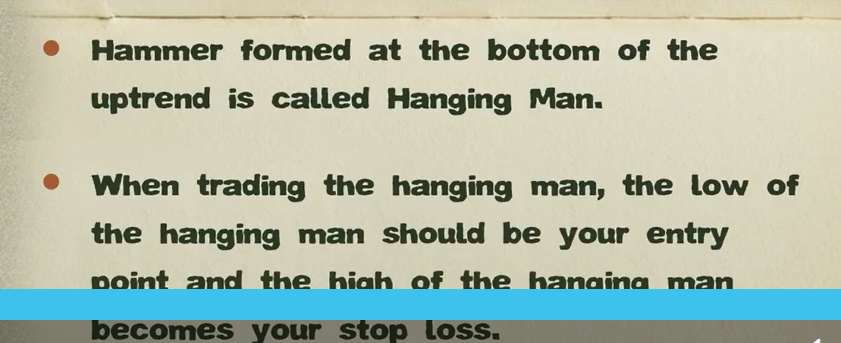 Hammer formed at the bottom of the
uptrend is called Hanging Man.
When trading the hanging man, the low of
the hanging man should be your entry
point and the high of the hanging man
becomes your stop loss.